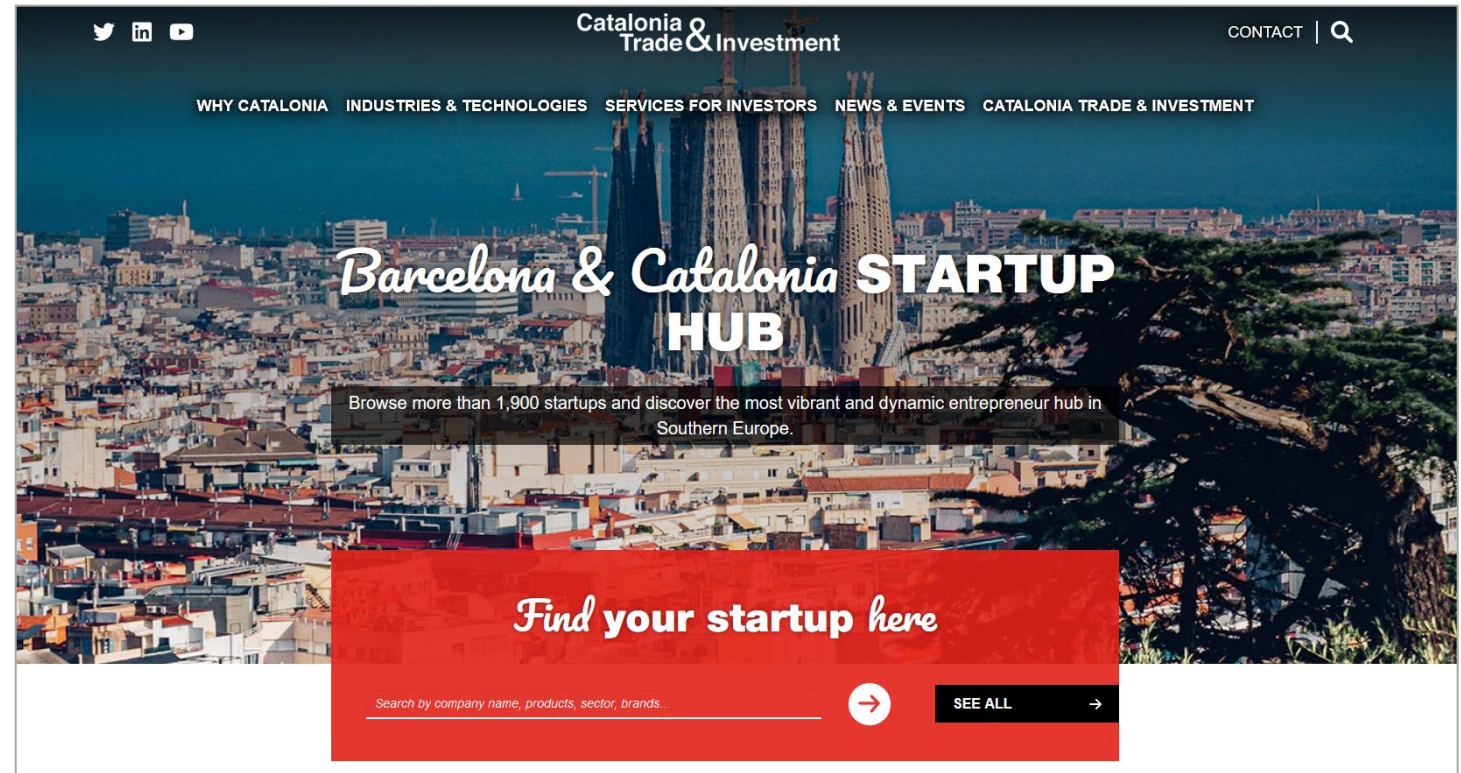 Catalonia
Trade & Investment
CONTACT
WHY CATALONIA INDUSTRIES & TECHNOLOGIES SERVICES FOR INVESTORS NEWS & EVENTS CATALONIA TRADE & INVESTMENT
Barcelona & Catalonia STARTUP
HUB
Browse more than 1,900 startups and discover the most vibrant and dynamic entrepreneur hub in
Southern Europe.
Find your startup here
Search by company name, products, sector, brands...
SEE ALL